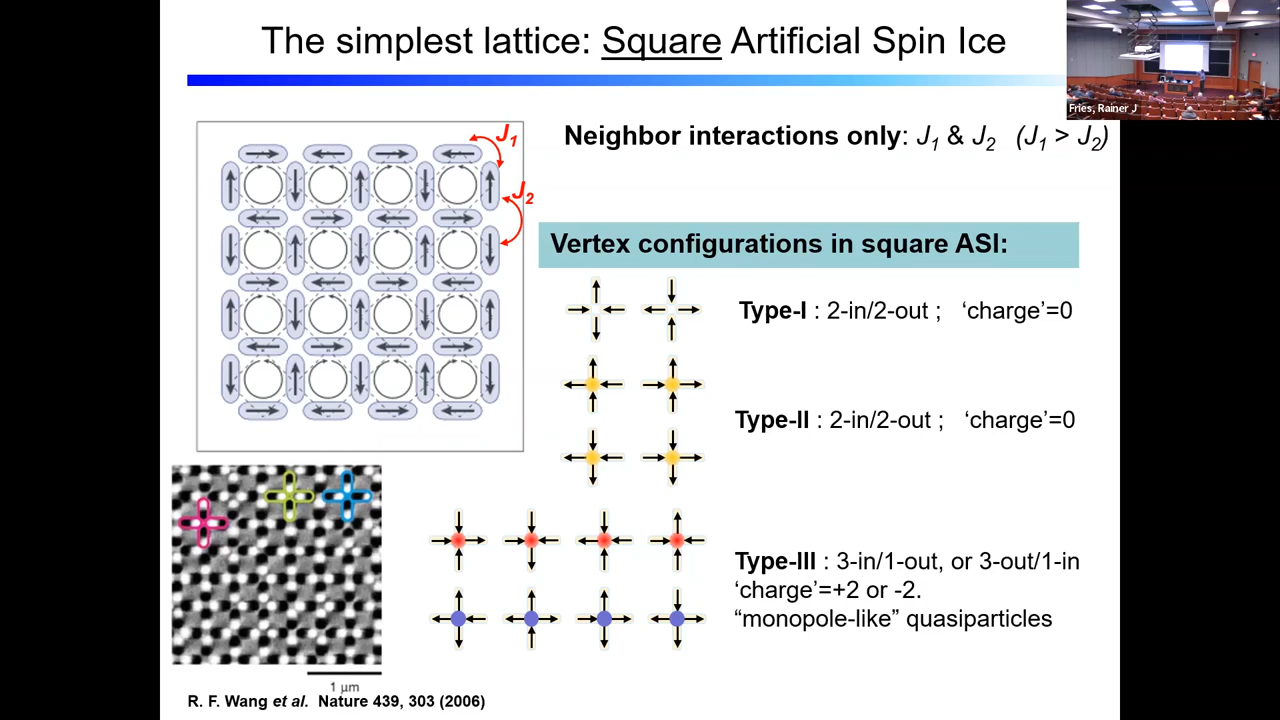 The simplest lattice: Square Artificial Spin Ice
Fries, Rainer J
J1
J2
Neighbor interactions only: J1 & J2 (J1 > J2)
Vertex configurations in square ASI:
Type-I : 2-in/2-out ; ‘charge’=0
Type-II : 2-in/2-out ; ‘charge’=0
Type-III : 3-in/1-out, or 3-out/1-in
‘charge’=+2 or -2.
“monopole-like” quasiparticles
1 µm
R. F. Wang et al. Nature 439, 303 (2006)